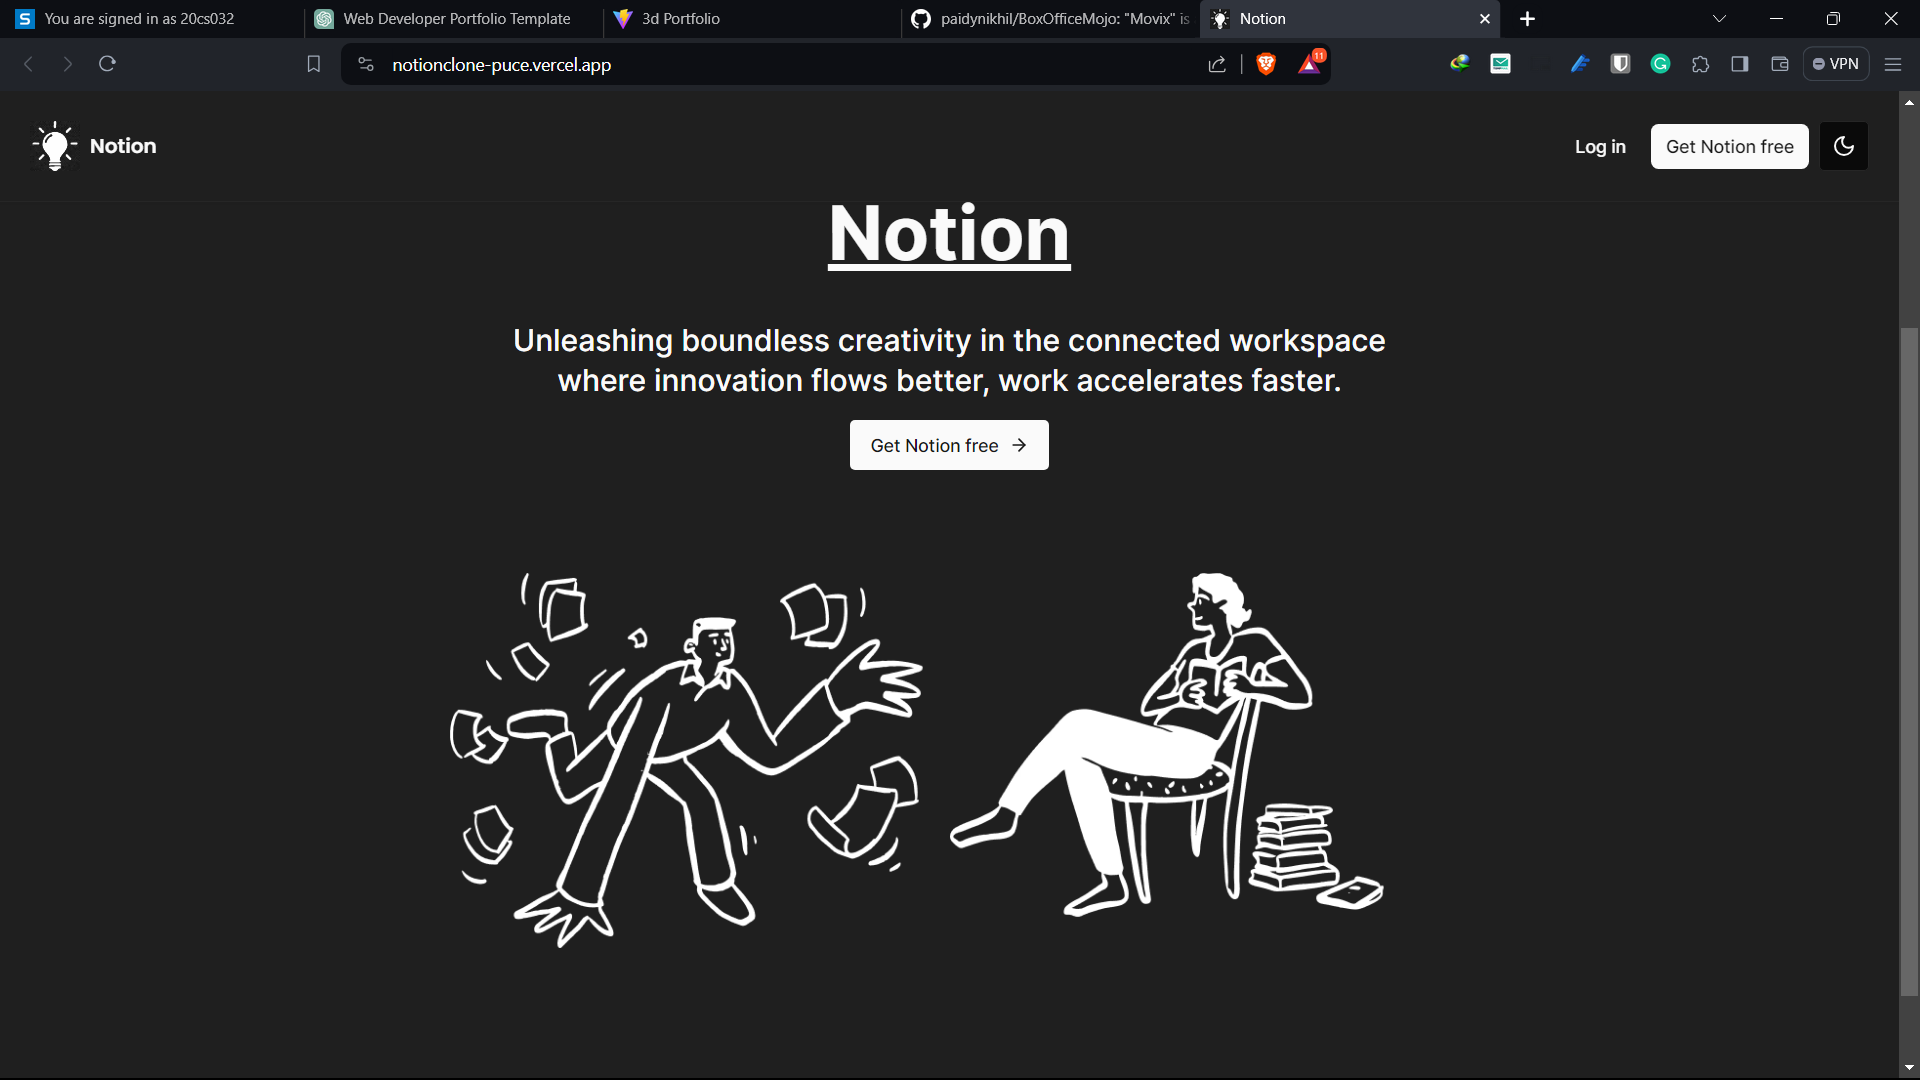 You are signed in as 20cs032
Web Developer Portfolio Template
3d Portfolio
paidynikhil/BoxOfficeMojo: "Movix" is
Notion
notionclone-puce.vercel.app
11
VPN
Notion
Log in
Get Notion free
Notion
Unleashing boundless creativity in the connected workspace
where innovation flows better, work accelerates faster.
Get Notion free